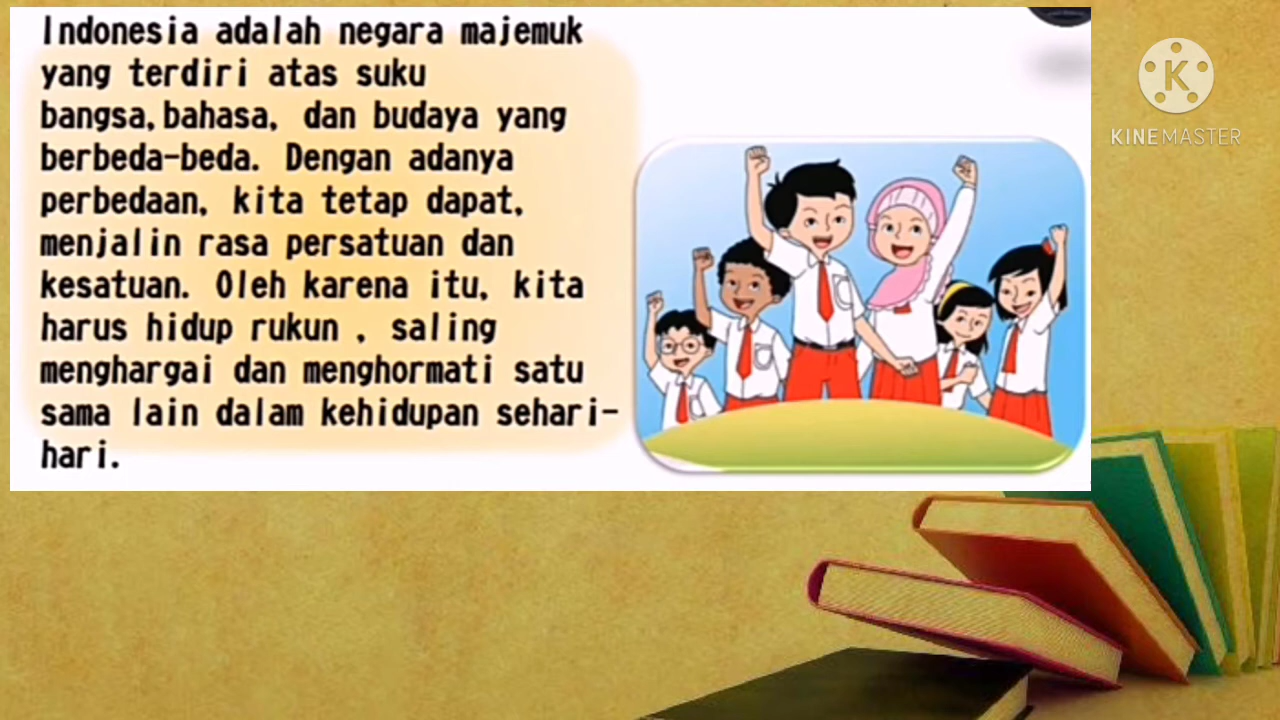 Indonesia adalah negara majemuk
yang terdiri atas suku
bangsa,bahasa, dan budaya yang
berbeda-beda. Dengan adanya
perbedaan, kita tetap dapat,
menjalin rasa persatuan dan
kesatuan. Oleh karena itu, kita
harus hidup rukun , saling
menghargai dan menghormati satu
sama lain dalam kehidupan sehari-
hari.
K
KINEMASTER